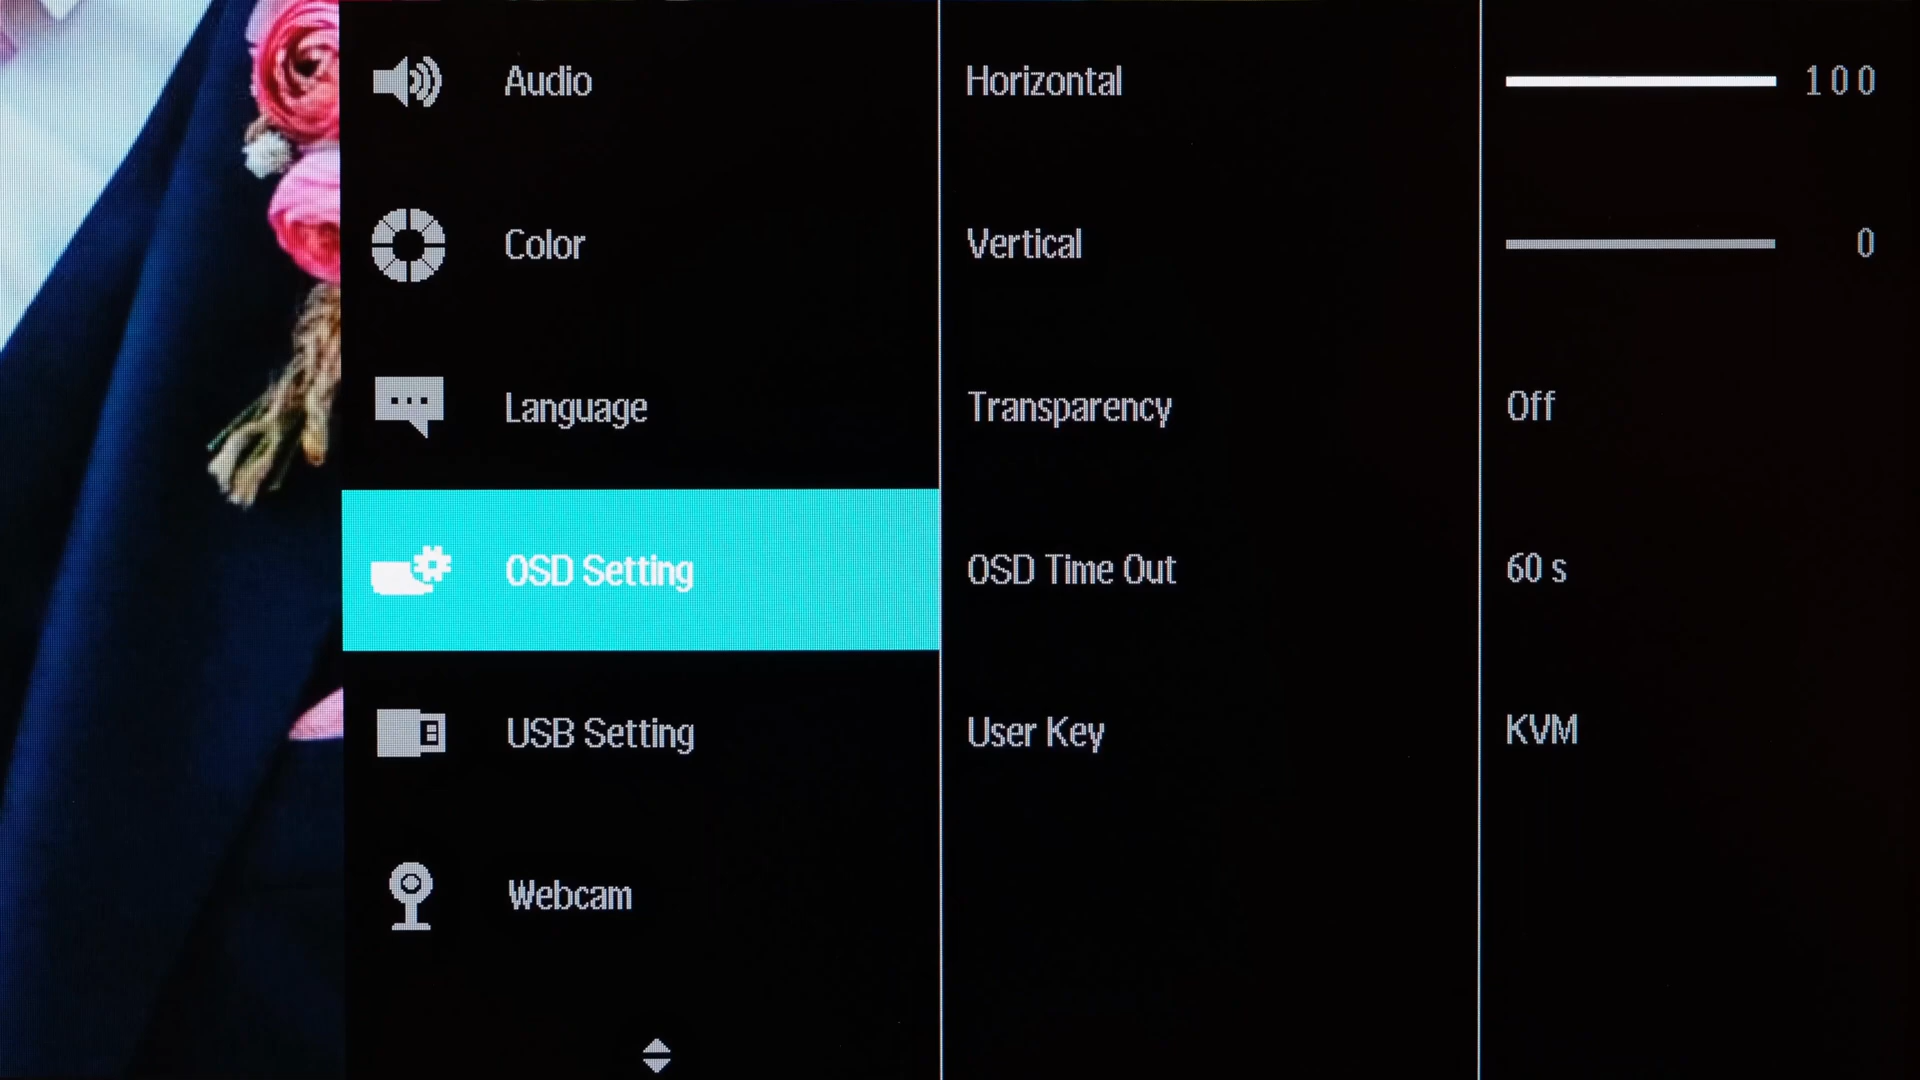 Audio
Color
Language
OSD Setting
USB Setting
Webcam
Horizontal 100
Vertical 0
Transparency Off
OSD Time Out 60 s
User Key KVM